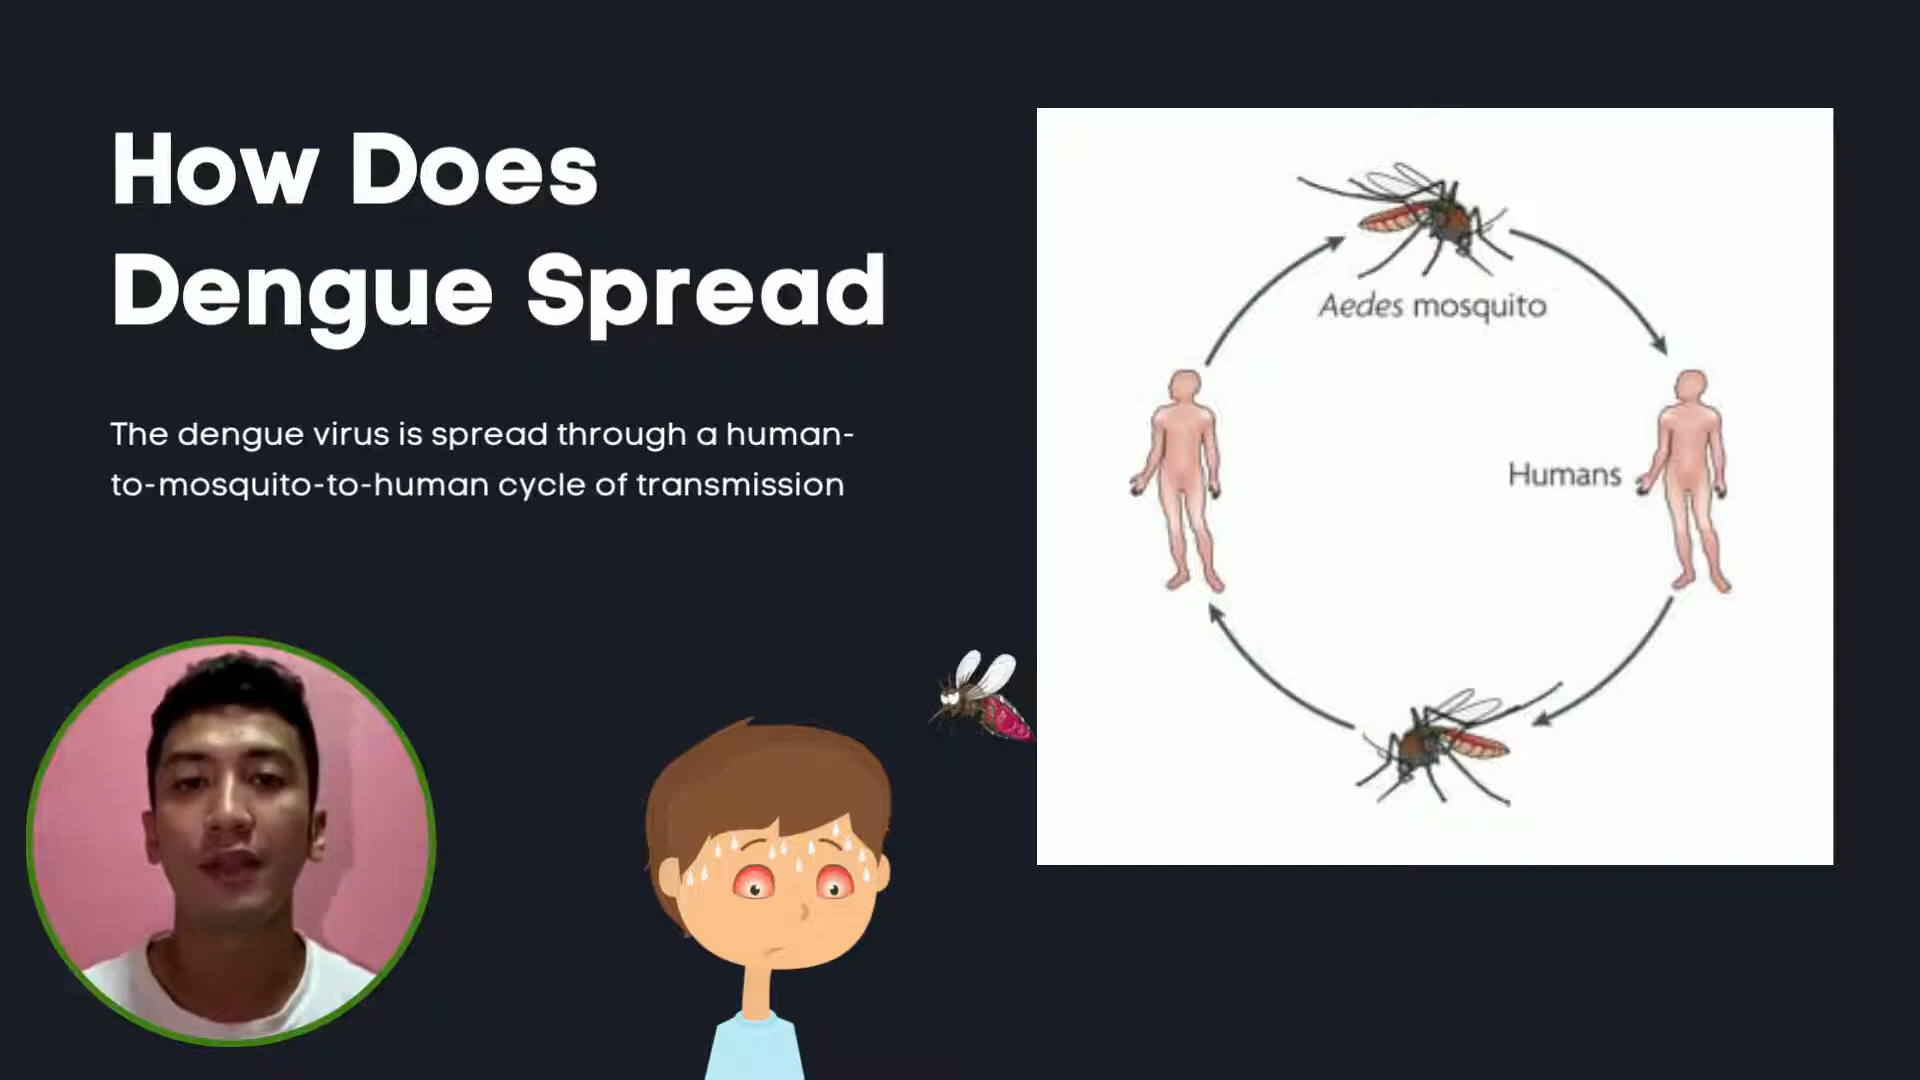 How Does
Dengue Spread
The dengue virus is spread through a human-
to-mosquito-to-human cycle of transmission
Aedes mosquito
Humans